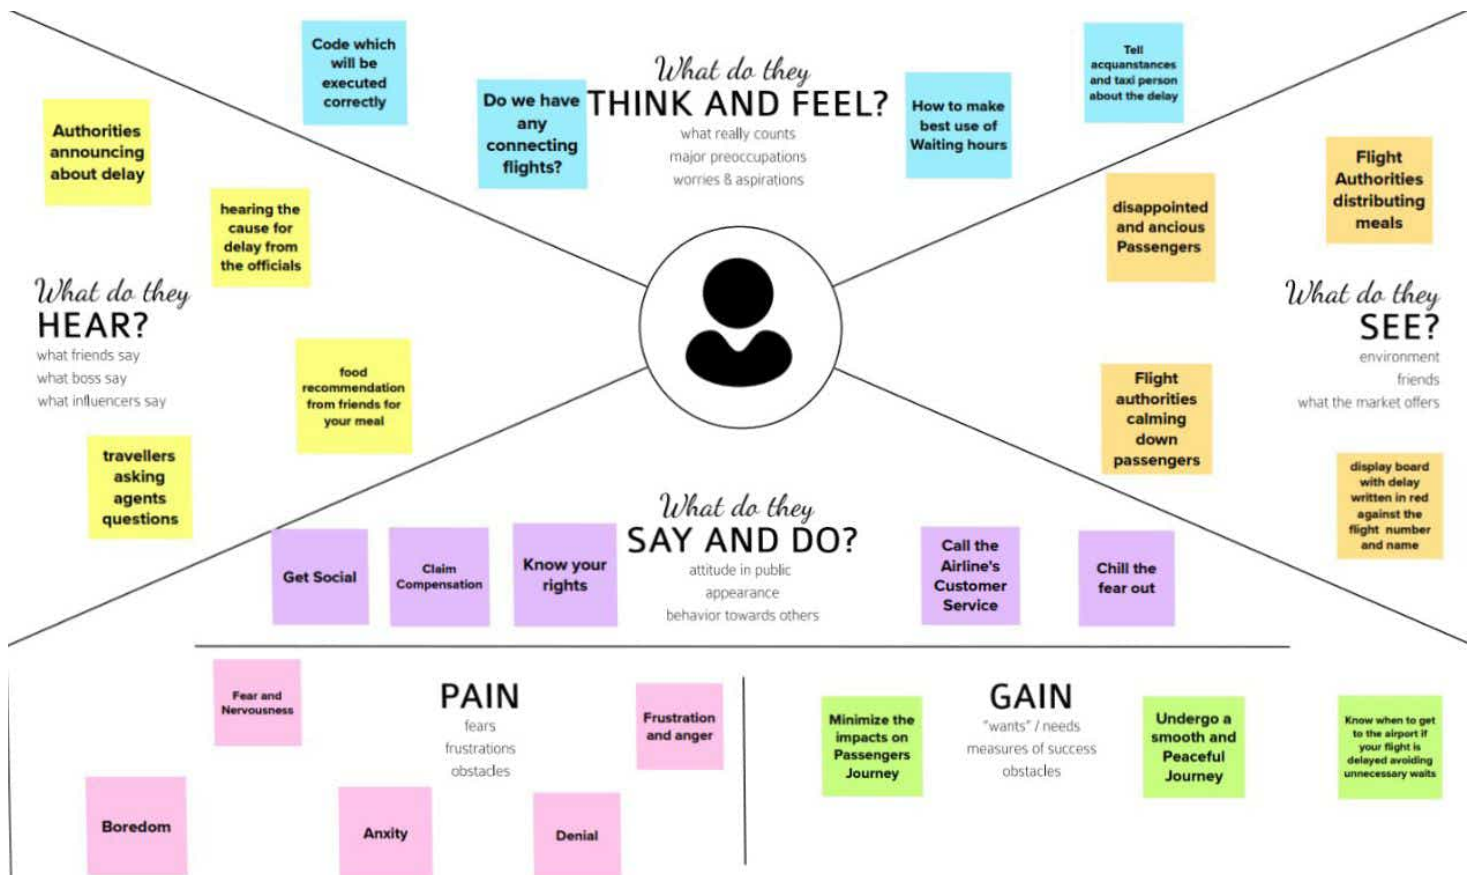 Code which
will be
executed
correctly
Do we have
any
connecting
flights?
What do they
THINK AND FEEL?
what really counts
major preoccupations
worries & aspirations
How to make
best use of
Waiting hours
Tell
acquanstances
and taxi person
about the delay
Authorities
announcing
about delay
hearing the
cause for
delay from
the officials
What do they
HEAR?
what friends say
what boss say
what influencers say
food
recommendation
from friends for
your meal
travellers
asking
agents
questions
disappointed
and ancious
Passengers
Flight
Authorities
distributing
meals
What do they
SEE?
environment
friends
what the market offers
Flight
authorities
calming
down
passengers
display board
with delay
written in red
against the
flight number
and name
What do they
SAY AND DO?
attitude in public
appearance
behavior towards others
Get Social
Claim
Compensation
Know your
rights
Call the
Airline's
Customer
Service
Chill the
fear out
PAIN
fears
frustrations
obstacles
Fear and
Nervousness
Frustration
and anger
Boredom
Anxity
Denial
GAIN
"wants" / needs
measures of success
obstacles
Minimize the
impacts on
Passengers
Journey
Undergo a
smooth and
Peaceful
Journey
Know when to get
to the airport if
your flight is
delayed avoiding
unnecessary waits